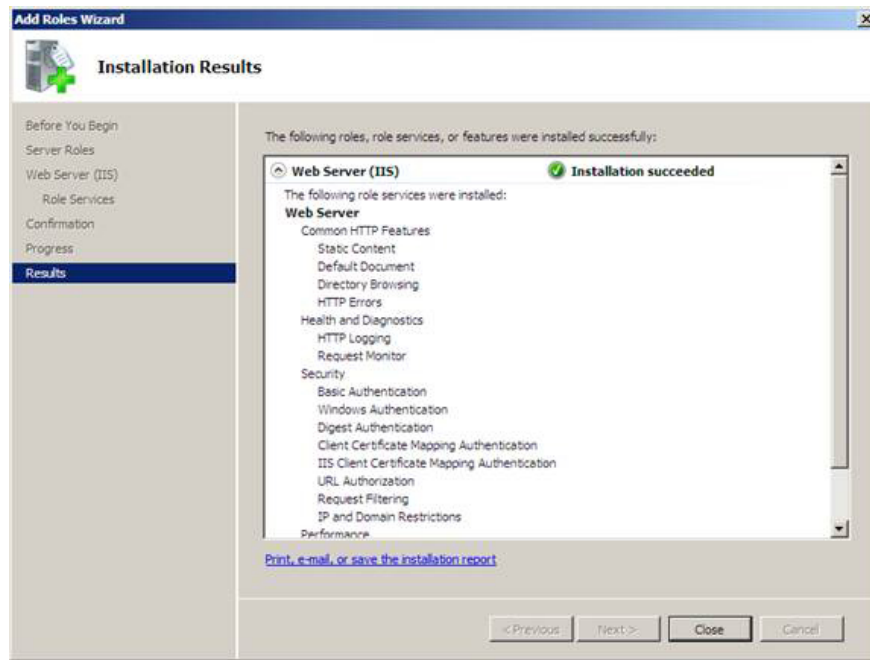 Add Roles Wizard
Installation Results
Before You Begin
Server Roles
Web Server (IIS)
Role Services
Confirmation
Progress
Results
The following roles, role services, or features were installed successfully:
Web Server (IIS) Installation succeeded
The following role services were installed:
Web Server
Common HTTP Features
Static Content
Default Document
Directory Browsing
HTTP Errors
Health and Diagnostics
HTTP Logging
Request Monitor
Security
Basic Authentication
Windows Authentication
Digest Authentication
Client Certificate Mapping Authentication
IIS Client Certificate Mapping Authentication
URL Authorization
Request Filtering
IP and Domain Restrictions
Performance
Print, e-mail, or save the installation report
< Previous Next > Close Cancel